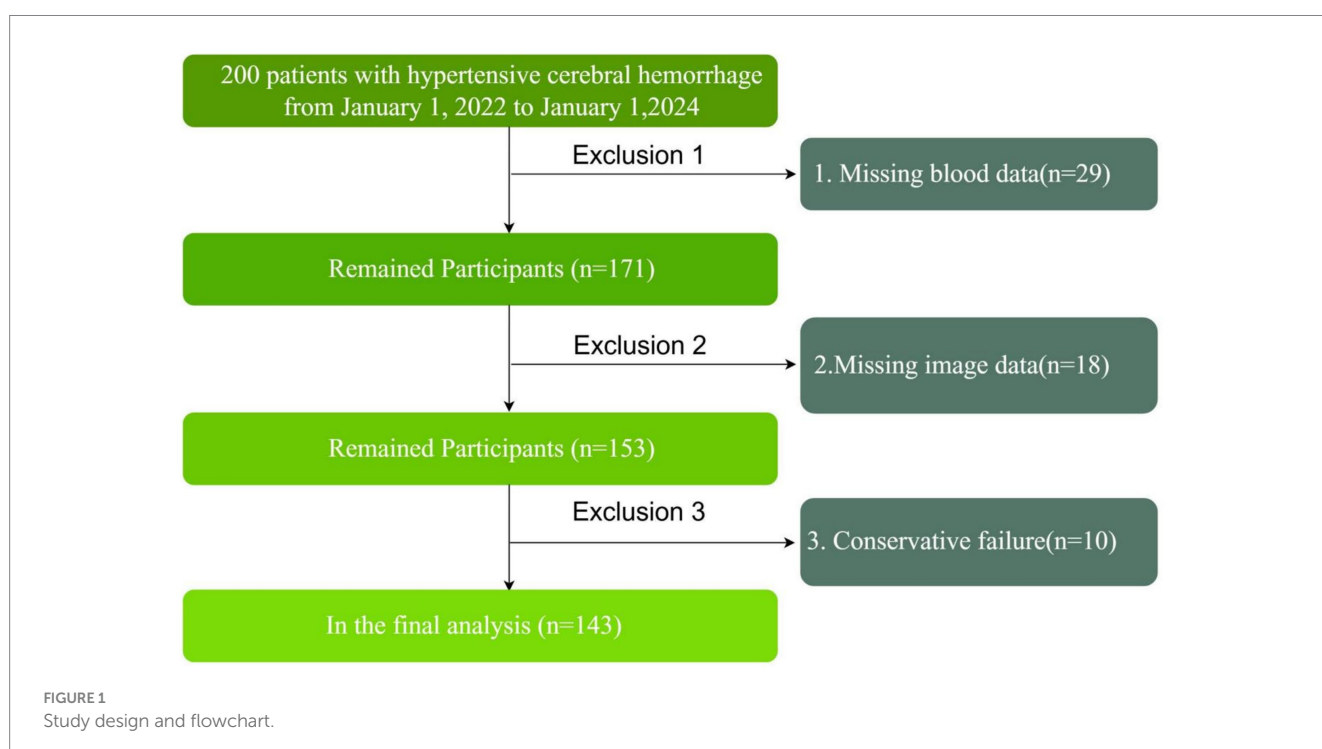 200 patients with hypertensive cerebral hemorrhage
from January 1, 2022 to January 1,2024
Exclusion 1
1. Missing blood data(n=29)
Remained Participants (n=171)
Exclusion 2
2.Missing image data(n=18)
Remained Participants (n=153)
Exclusion 3
3. Conservative failure(n=10)
In the final analysis (n=143)
FIGURE 1
Study design and flowchart.